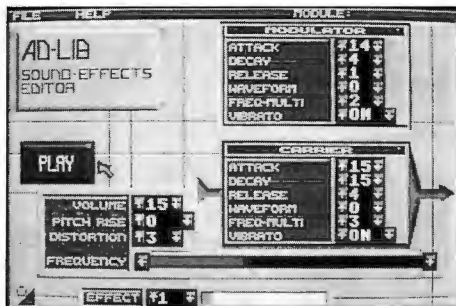 FILE HELP MODULE:
AD-LIB
SOUND-EFFECTS
EDITOR
MODULATOR
ATTACK 14
DECAY 4
RELEASE 1
WAVEFORM 0
FREQ-MULTI 2
VIBRATO ON
PLAY
CARRIER
ATTACK 15
DECAY 15
RELEASE 4
WAVEFORM 0
FREQ-MULTI 3
VIBRATO ON
VOLUME 15
PITCH RISE 0
DISTORTION 3
FREQUENCY
EFFECT 1